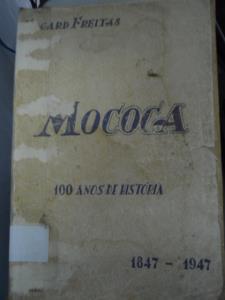 CARD FREITAS
MOCOCA
100 ANOS DE HISTÓRIA
1847 - 1947